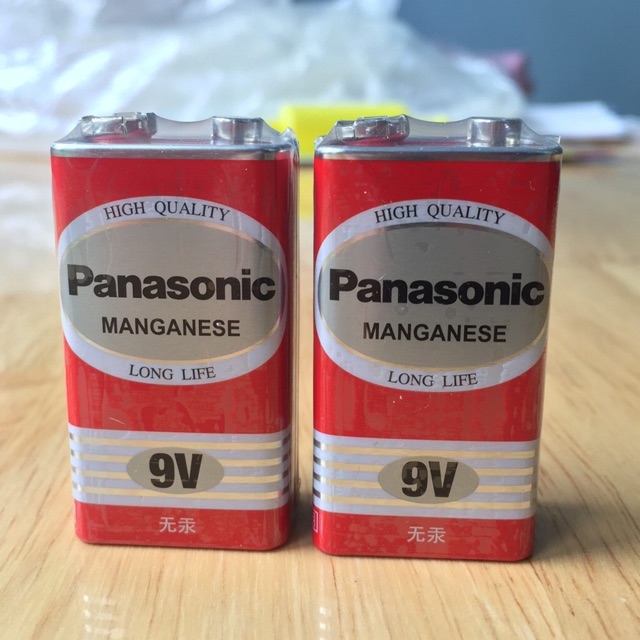 HIGH QUALITY
Panasonic
MANGANESE
LONG LIFE
9V
无汞
HIGH QUALITY
Panasonic
MANGANESE
LONG LIFE
9V
无汞